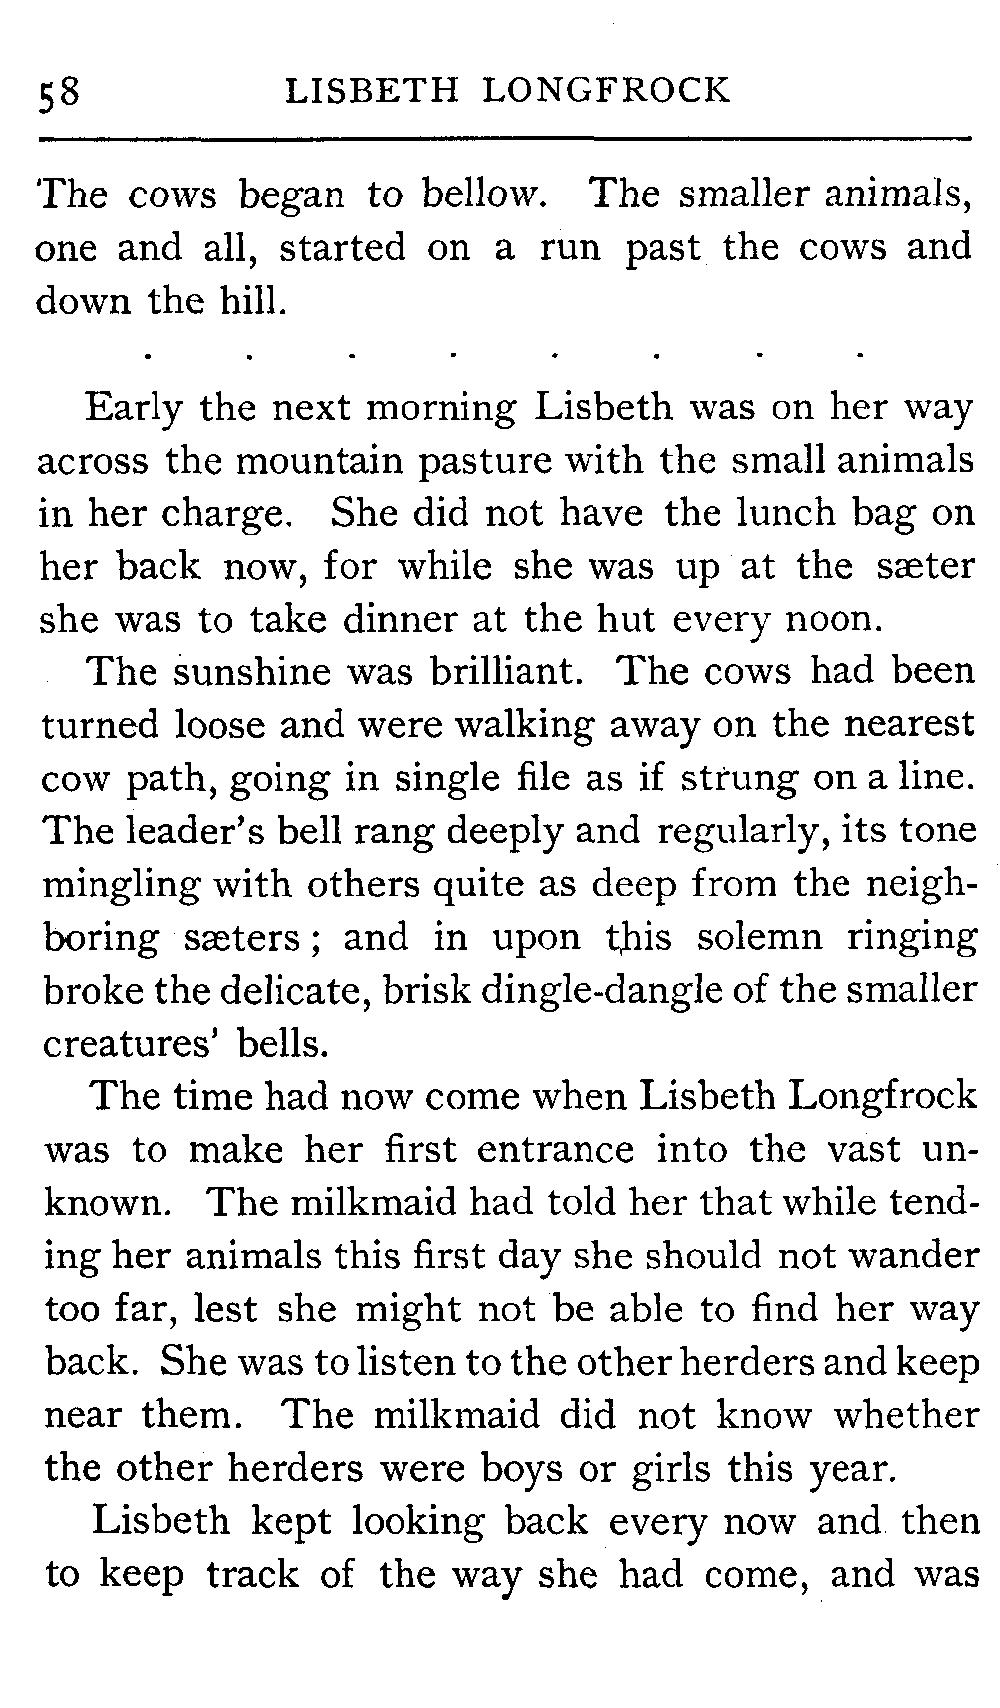 58 LISBETH LONGFROCK
The cows began to bellow. The smaller animals,
one and all, started on a run past the cows and
down the hill.
. . . . . . . .
Early the next morning Lisbeth was on her way
across the mountain pasture with the small animals
in her charge. She did not have the lunch bag on
her back now, for while she was up at the sæter
she was to take dinner at the hut every noon.
The sunshine was brilliant. The cows had been
turned loose and were walking away on the nearest
cow path, going in single file as if strung on a line.
The leader's bell rang deeply and regularly, its tone
mingling with others quite as deep from the neigh-
boring sæters; and in upon this solemn ringing
broke the delicate, brisk dingle-dangle of the smaller
creatures' bells.
The time had now come when Lisbeth Longfrock
was to make her first entrance into the vast un-
known. The milkmaid had told her that while tend-
ing her animals this first day she should not wander
too far, lest she might not be able to find her way
back. She was to listen to the other herders and keep
near them. The milkmaid did not know whether
the other herders were boys or girls this year.
Lisbeth kept looking back every now and then
to keep track of the way she had come, and was